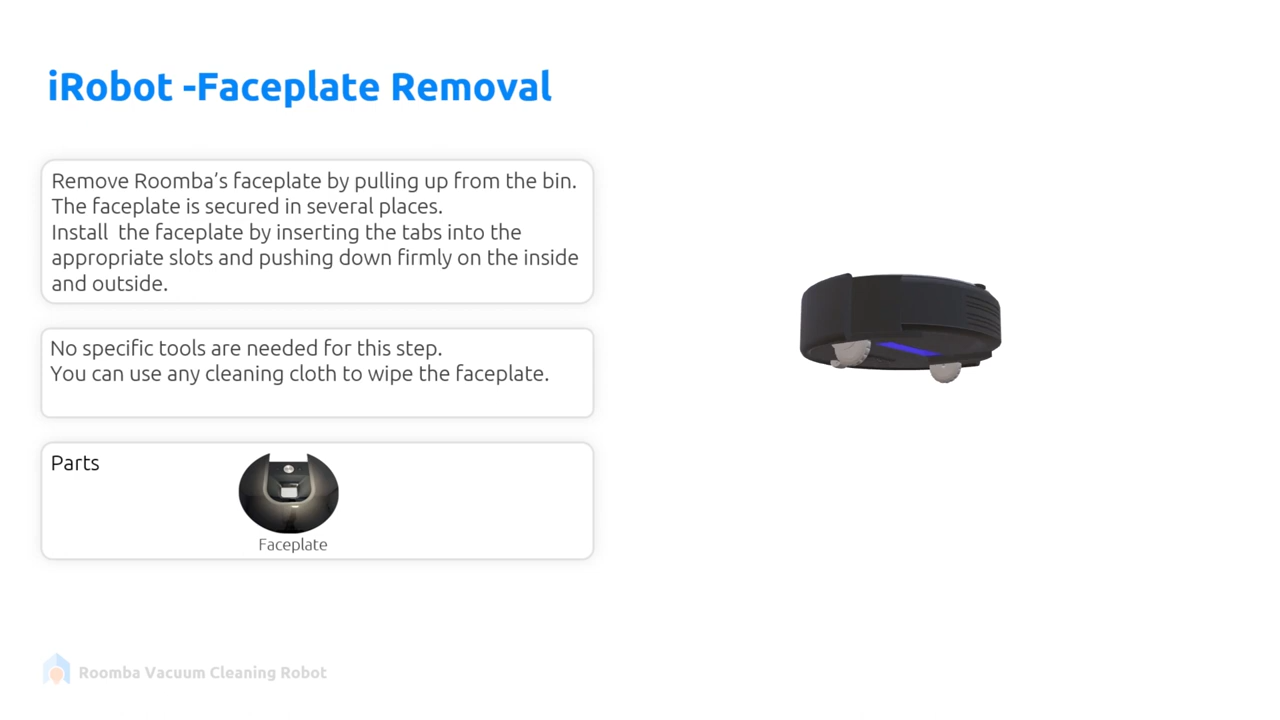 iRobot -Faceplate Removal
Remove Roomba’s faceplate by pulling up from the bin.
The faceplate is secured in several places.
Install  the faceplate by inserting the tabs into the
appropriate slots and pushing down firmly on the inside
and outside.
No specific tools are needed for this step.
You can use any cleaning cloth to wipe the faceplate.
Parts
Faceplate
Roomba Vacuum Cleaning Robot